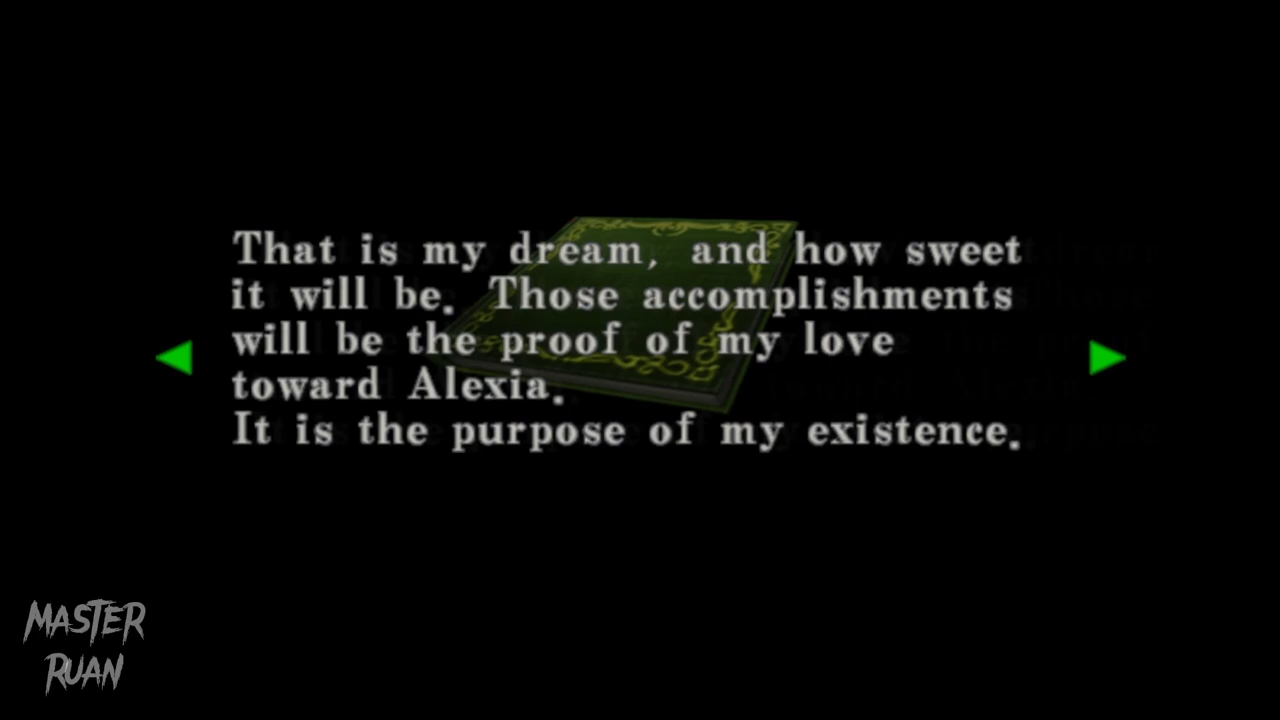 That is my dream, and how sweet
it will be. Those accomplishments
will be the proof of my love
toward Alexia.
It is the purpose of my existence.
MASTER
RUAN